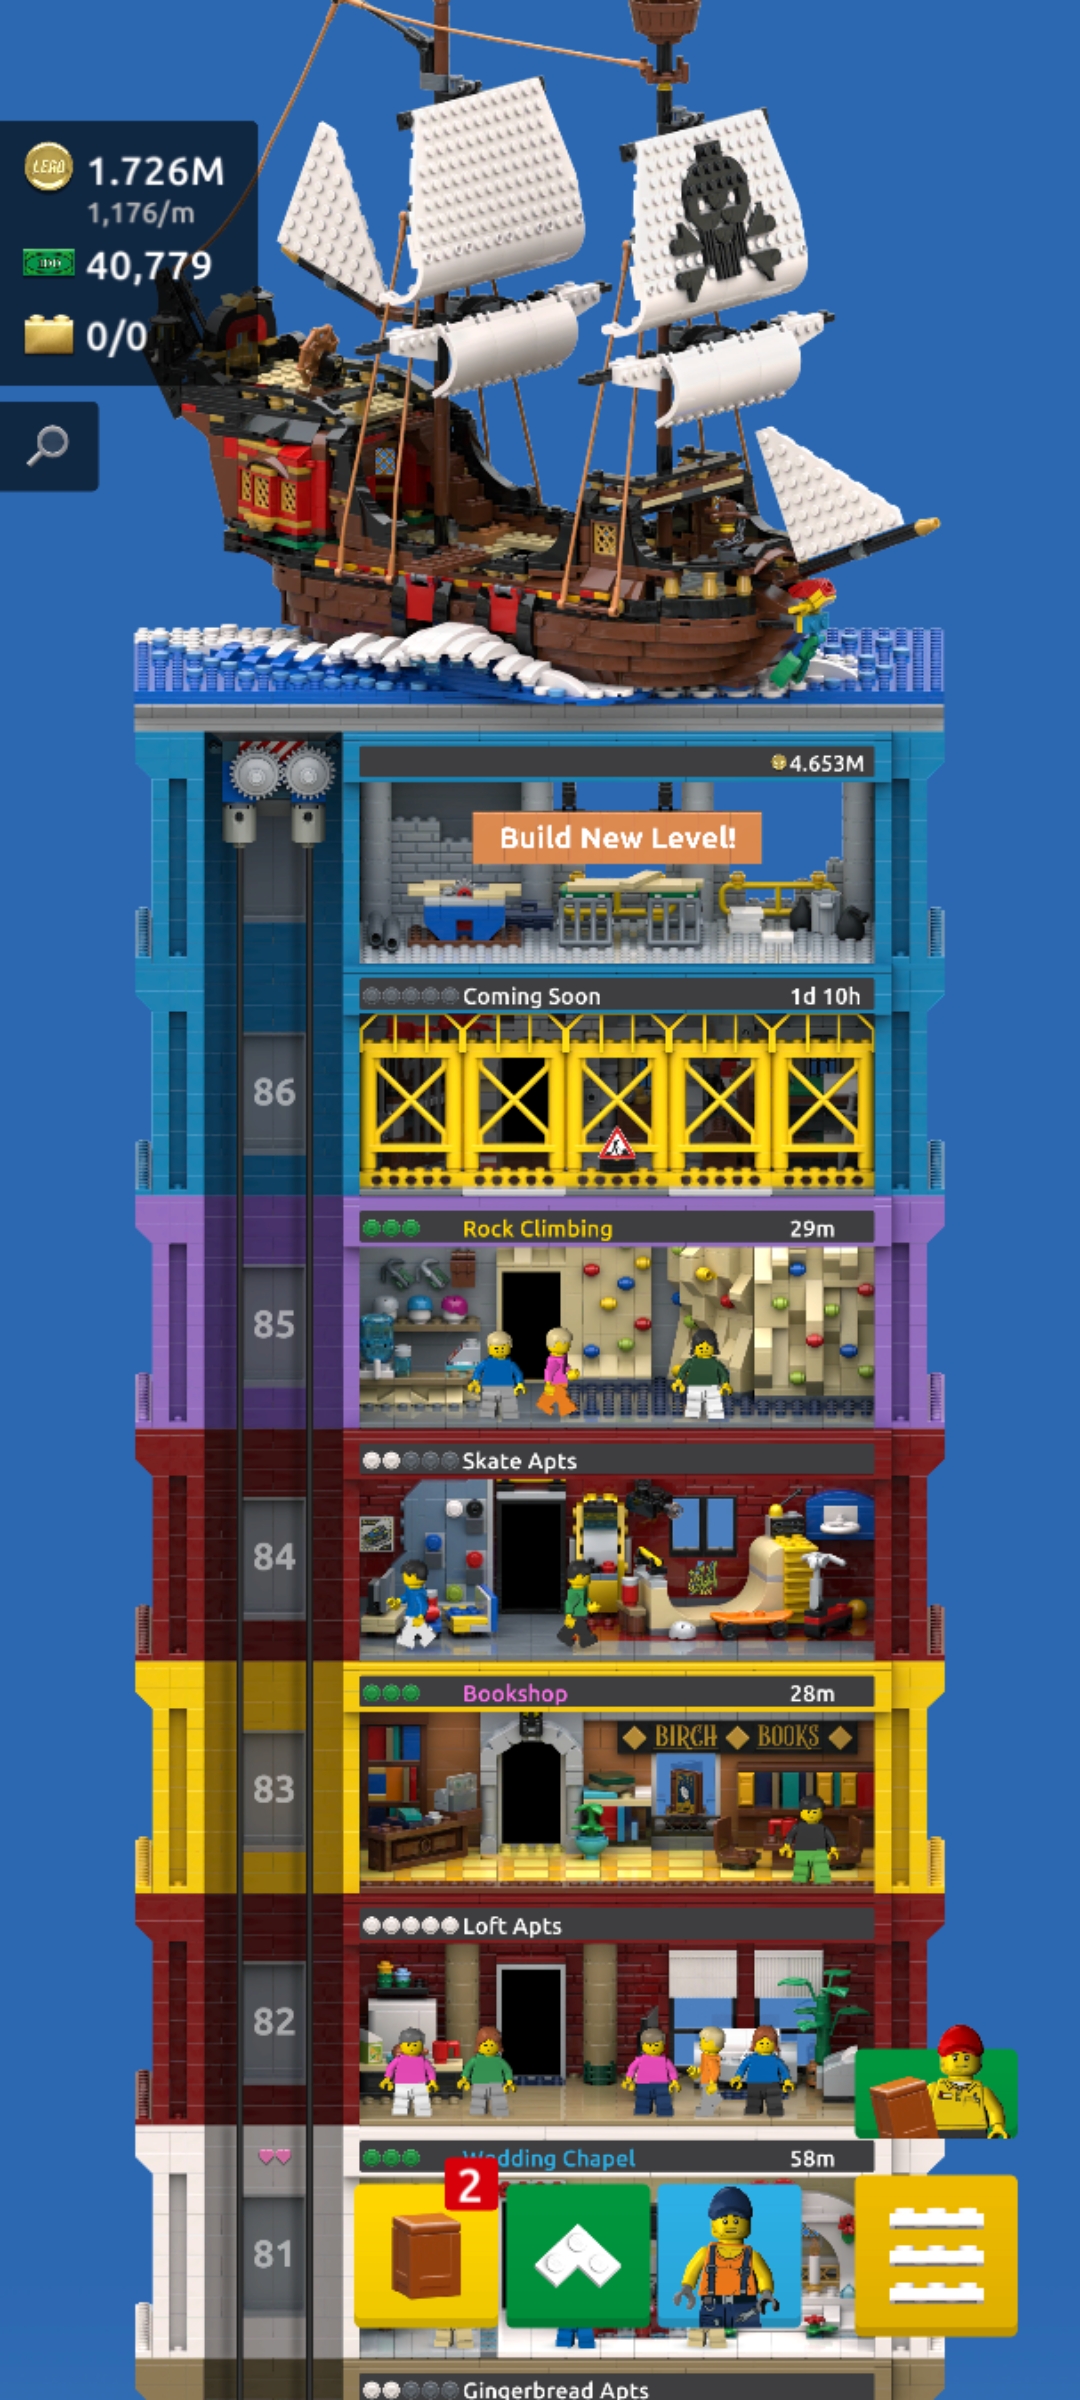 LEGO
1.726M
1,176/m
40,779
0/0
4.653M
Build New Level!
Coming Soon
1d 10h
86
Rock Climbing
29m
85
Skate Apts
84
Bookshop
28m
BIRCH BOOKS
83
Loft Apts
82
Wedding Chapel
58m
2
81
Gingerbread Apts